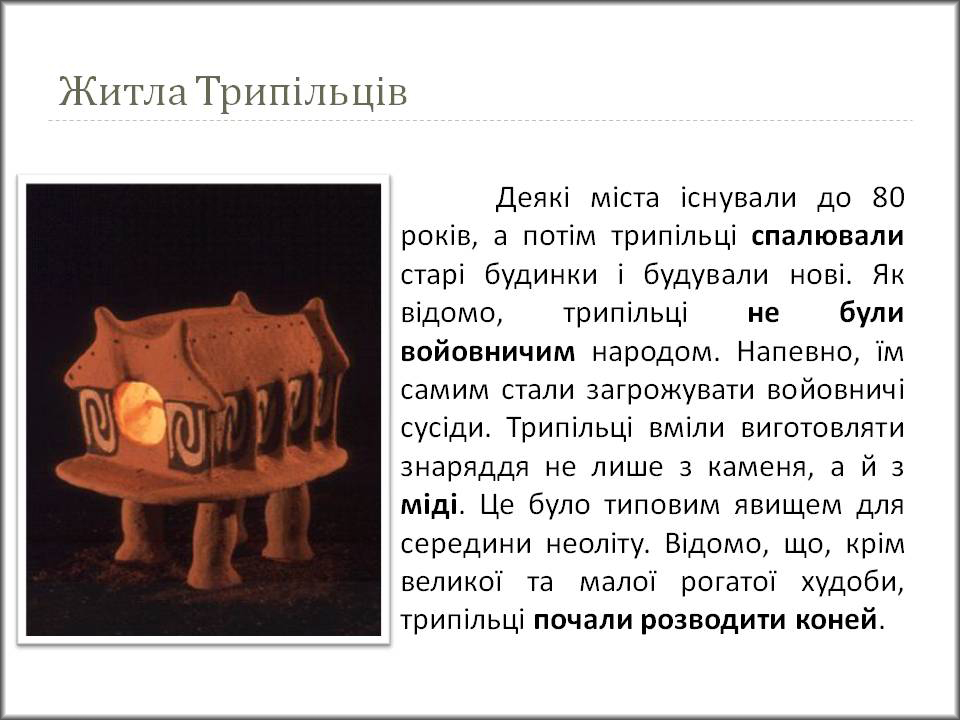 Житла Трипільців
Деякі міста існували до 80
років, а потім трипільці спалювали
старі будинки і будували нові. Як
відомо, трипільці не були
войовничим народом. Напевно, їм
самим стали загрожувати войовничі
сусіди. Трипільці вміли виготовляти
знаряддя не лише з каменя, а й з
міді. Це було типовим явищем для
середини неоліту. Відомо, що, крім
великої та малої рогатої худоби,
трипільці почали розводити коней.